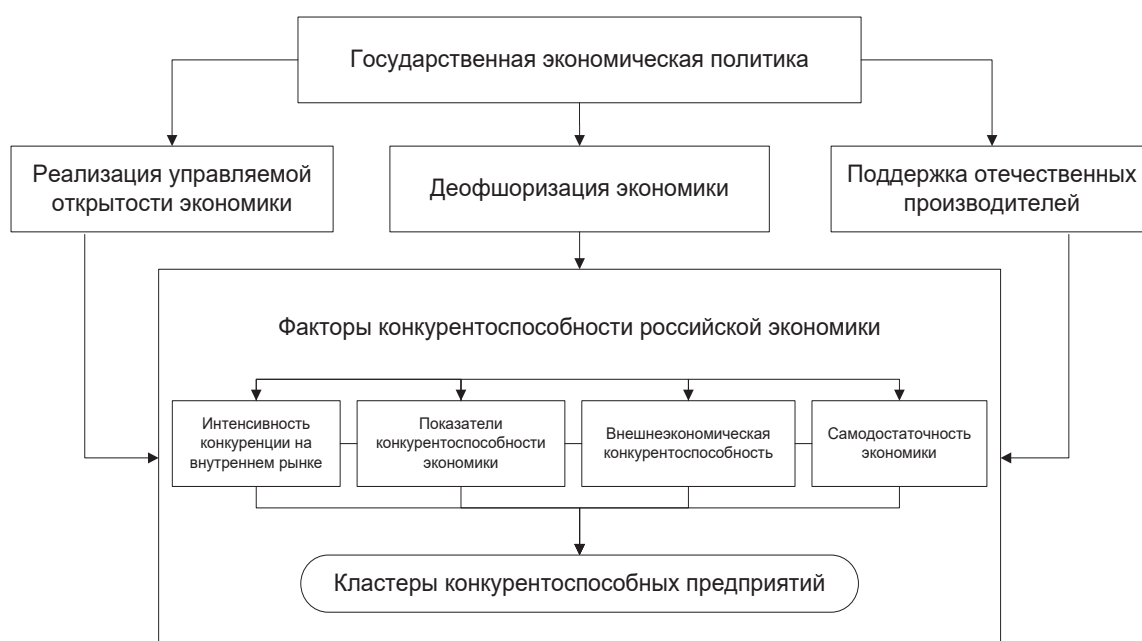 Государственная экономическая политика
Реализация управляемой
открытости экономики
Деофшоризация экономики
Поддержка отечественных
производителей
Факторы конкурентоспособности российской экономики
Интенсивность
конкуренции на
внутреннем рынке
Показатели
конкурентоспособности
экономики
Внешнеэкономическая
конкурентоспособность
Самодостаточность
экономики
Кластеры конкурентоспособных предприятий